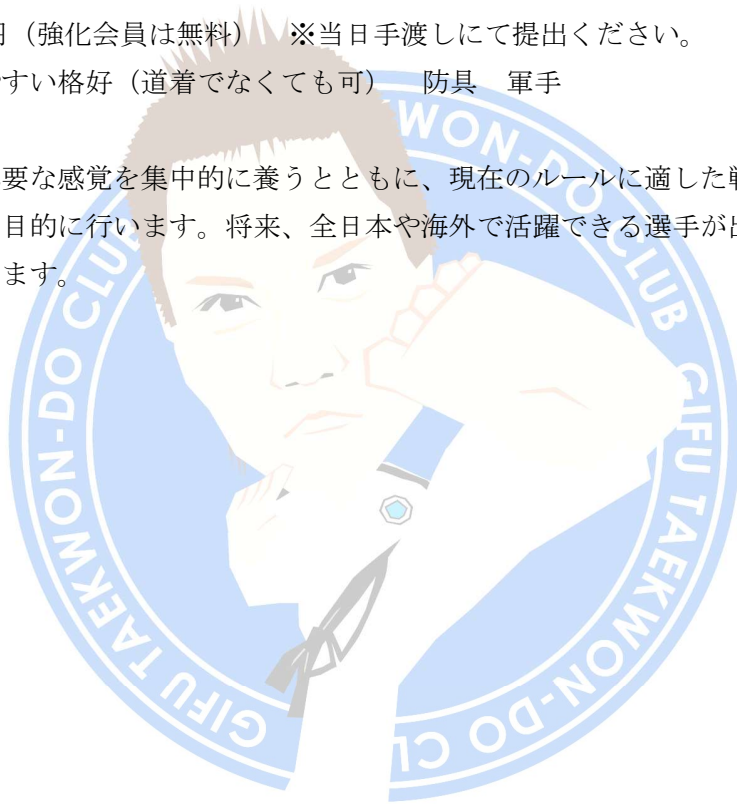 円（強化会員は無料）　※当日手渡しにて提出ください。
やすい格好（道着でなくても可）　防具　軍手
要な感覚を集中的に養うとともに、現在のルールに適した戦
目的に行います。将来、全日本や海外で活躍できる選手が出
ます。
GIFU TAEKWON-DO CLUB GIFU TAEKWON-DO CLUB